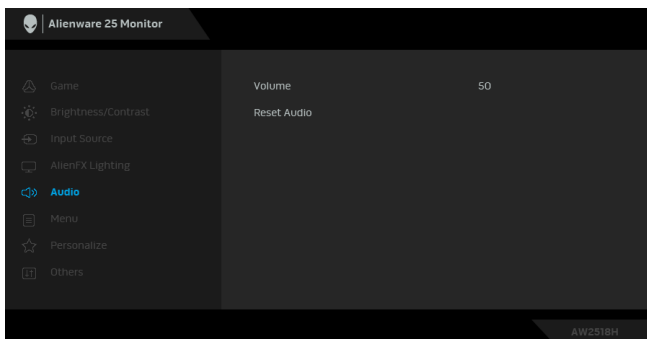 Alienware 25 Monitor
Game
Volume 50
Brightness/Contrast
Reset Audio
Input Source
AlienFX Lighting
Audio
Menu
Personalize
Others
AW2518H